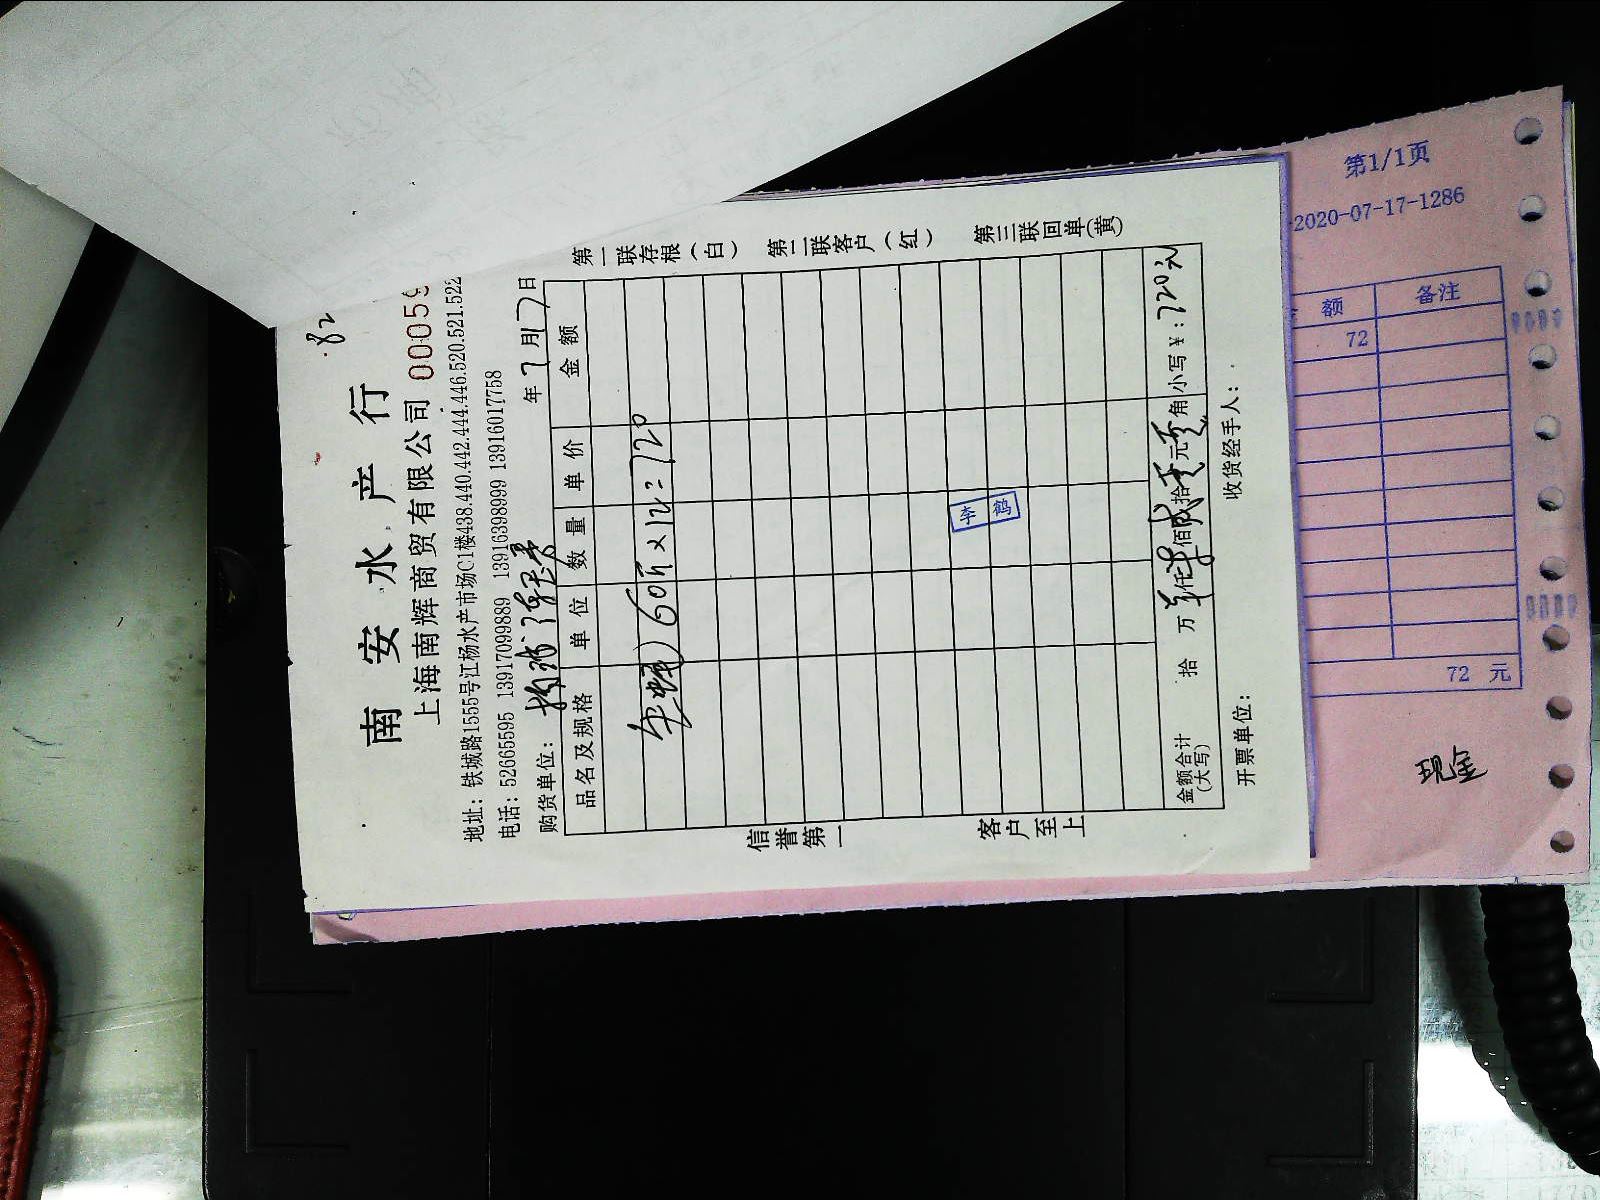 .82
南安水产行
上海南辉商贸有限公司 00059
地址：铁城路1555号江杨水产市场C1楼438.440.442.444.446.520.521.522
电话：52665595 13917099889 13916398999 13916017758
购货单位：
年 7月17日
品名及规格 单位 数量 单价 金额
60斤×12=720
李鹤
金额合计(大写) 拾 万 仟 佰 拾 元 角 小写￥：720元
开票单位： 收货经手人：
信誉第一 客户至上
第一联存根(白) 第二联客户(红) 第三联回单(黄)
第1/1页
2020-07-17-1286
额 备注
72
72 元
现金